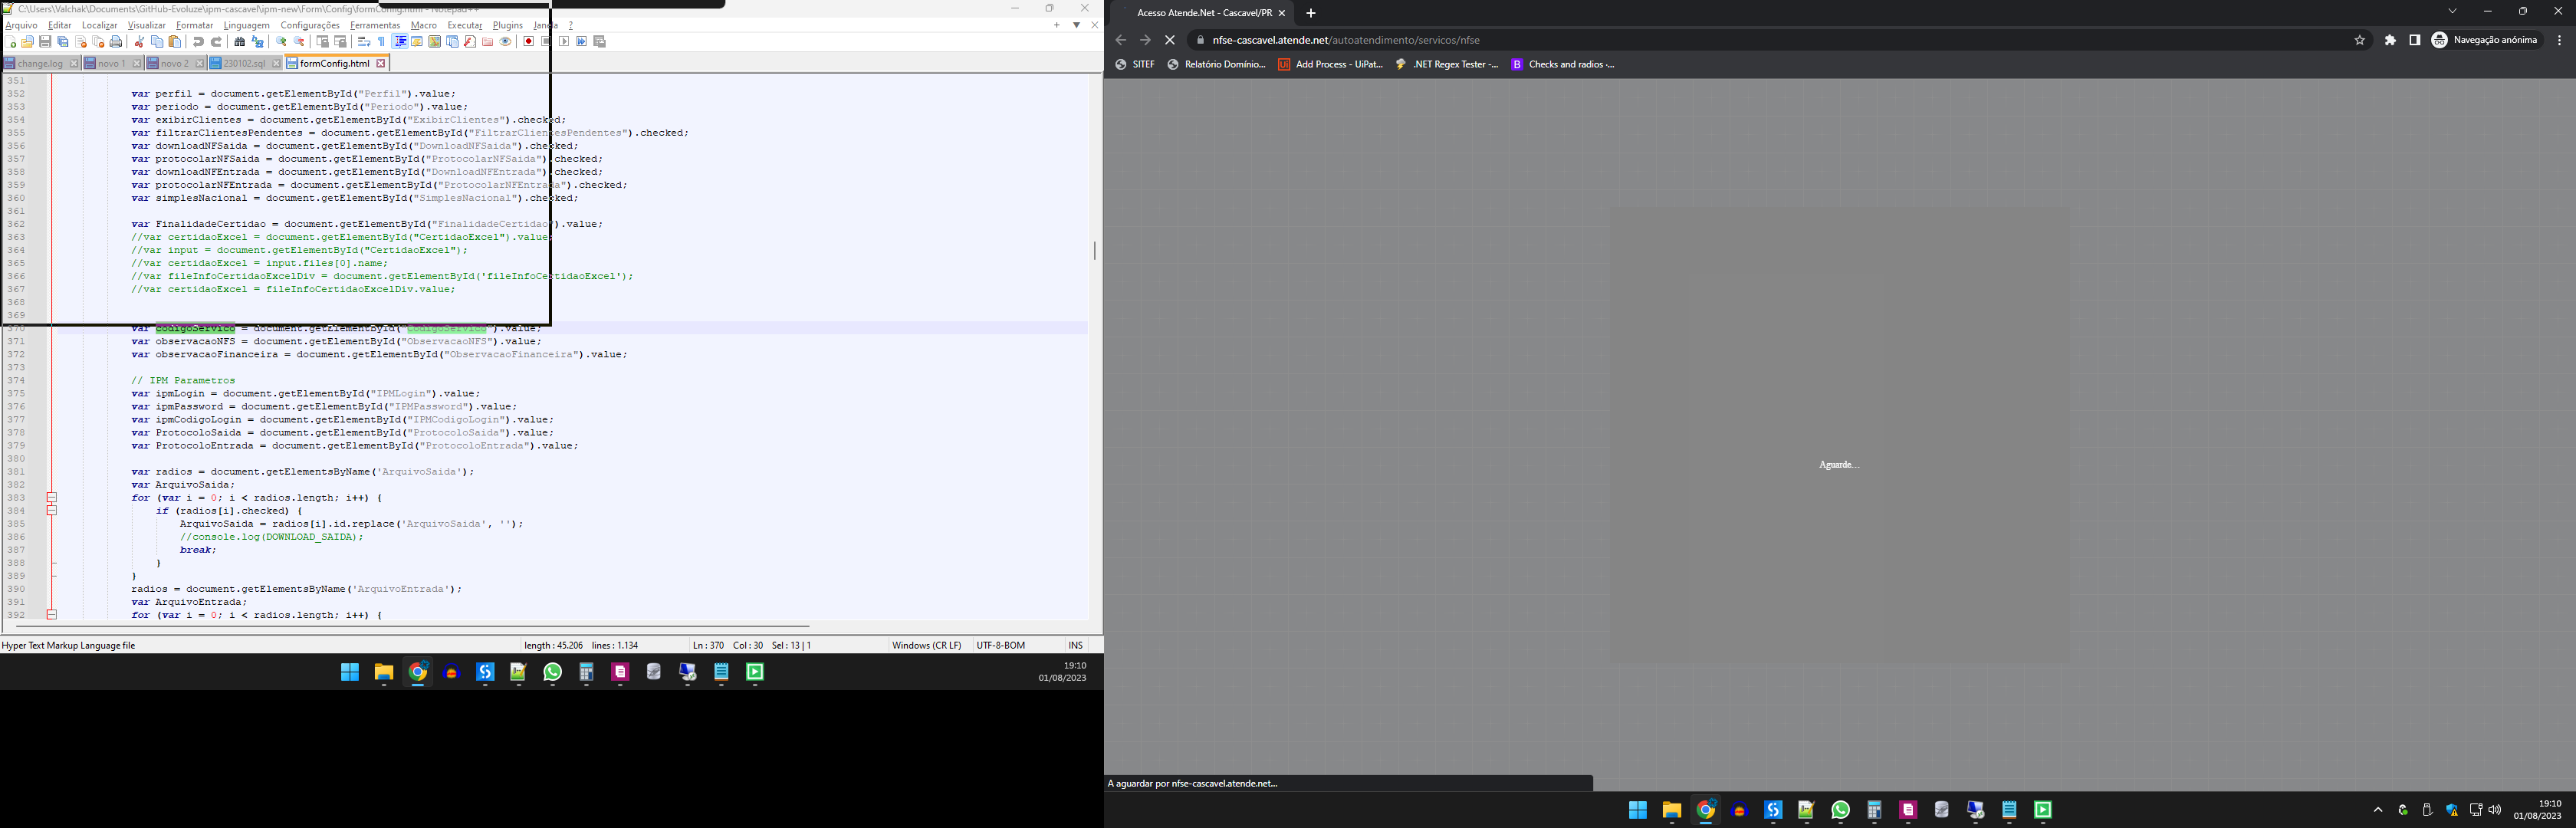 C:\Users\Valchak\Documents\GitHub-Evoluze\ipm-cascavel\ipm-new\Form\Config\formConfig.html - Notepad++
Arquivo Editar Localizar Visualizar Formatar Linguagem Configurações Ferramentas Macro Executar Plugins Janela ?
change.log novo 1 novo 2 230102.sql formConfig.html
351
352 var perfil = document.getElementById("Perfil").value;
353 var periodo = document.getElementById("Periodo").value;
354 var exibirClientes = document.getElementById("ExibirClientes").checked;
355 var filtrarClientesPendentes = document.getElementById("FiltrarClientesPendentes").checked;
356 var downloadNFSaida = document.getElementById("DownloadNFSaida").checked;
357 var protocolarNFSaida = document.getElementById("ProtocolarNFSaida").checked;
358 var downloadNFEntrada = document.getElementById("DownloadNFEntrada").checked;
359 var protocolarNFEntrada = document.getElementById("ProtocolarNFEntrada").checked;
360 var simplesNacional = document.getElementById("SimplesNacional").checked;
361
362 var FinalidadeCertidao = document.getElementById("FinalidadeCertidao").value;
363 //var certidaoExcel = document.getElementById("CertidaoExcel").value;
364 //var input = document.getElementById("CertidaoExcel");
365 //var certidaoExcel = input.files[0].name;
366 //var fileInfoCertidaoExcelDiv = document.getElementById('fileInfoCertidaoExcel');
367 //var certidaoExcel = fileInfoCertidaoExcelDiv.value;
368
369
370 var codigoServico = document.getElementById("CodigoServico").value;
371 var observacaoNFS = document.getElementById("ObservacaoNFS").value;
372 var observacaoFinanceira = document.getElementById("ObservacaoFinanceira").value;
373
374 // IPM Parametros
375 var ipmLogin = document.getElementById("IPMLogin").value;
376 var ipmPassword = document.getElementById("IPMPassword").value;
377 var ipmCodigoLogin = document.getElementById("IPMCodigoLogin").value;
378 var ProtocoloSaida = document.getElementById("ProtocoloSaida").value;
379 var ProtocoloEntrada = document.getElementById("ProtocoloEntrada").value;
380
381 var radios = document.getElementsByName('ArquivoSaida');
382 var ArquivoSaida;
383 for (var i = 0; i < radios.length; i++) {
384 if (radios[i].checked) {
385 ArquivoSaida = radios[i].id.replace('ArquivoSaida', '');
386 //console.log(DOWNLOAD_SAIDA);
387 break;
388 }
389 }
390 radios = document.getElementsByName('ArquivoEntrada');
391 var ArquivoEntrada;
392 for (var i = 0; i < radios.length; i++) {
Hyper Text Markup Language file length : 45.206 lines : 1.134 Ln : 370 Col : 30 Sel : 13 | 1 Windows (CR LF) UTF-8-BOM INS
19:10
01/08/2023
Acesso Atende.Net - Cascavel/PR
nfse-cascavel.atende.net/autoatendimento/servicos/nfse
Navegação anónima
SITEF Relatório Domínio... Add Process - UiPat... .NET Regex Tester -... Checks and radios ·...
Aguarde...
A aguardar por nfse-cascavel.atende.net...
19:10
01/08/2023